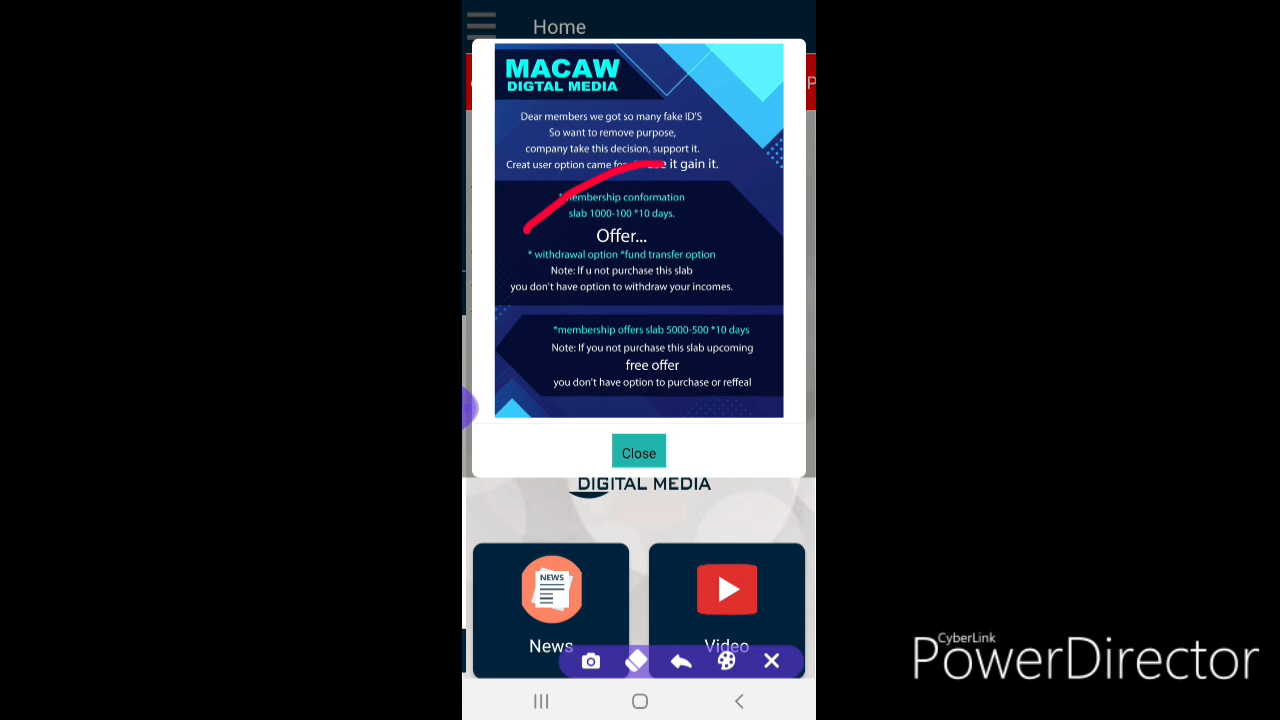 Home
MACAW
DIGTAL MEDIA
Dear members we got so many fake ID'S
So want to remove purpose,
company take this decision, support it.
Creat user option came it gain it.
*membership conformation
slab 1000-100 *10 days.
Offer...
* withdrawal option *fund transfer option
Note: If u not purchase this slab
you don't have option to withdraw your incomes.
*membership offers slab 5000-500 *10 days
Note: If you not purchase this slab upcoming
free offer
you don't have option to purchase or reffeal
Close
DIGITAL MEDIA
NEWS
News
Video
CyberLink
PowerDirector